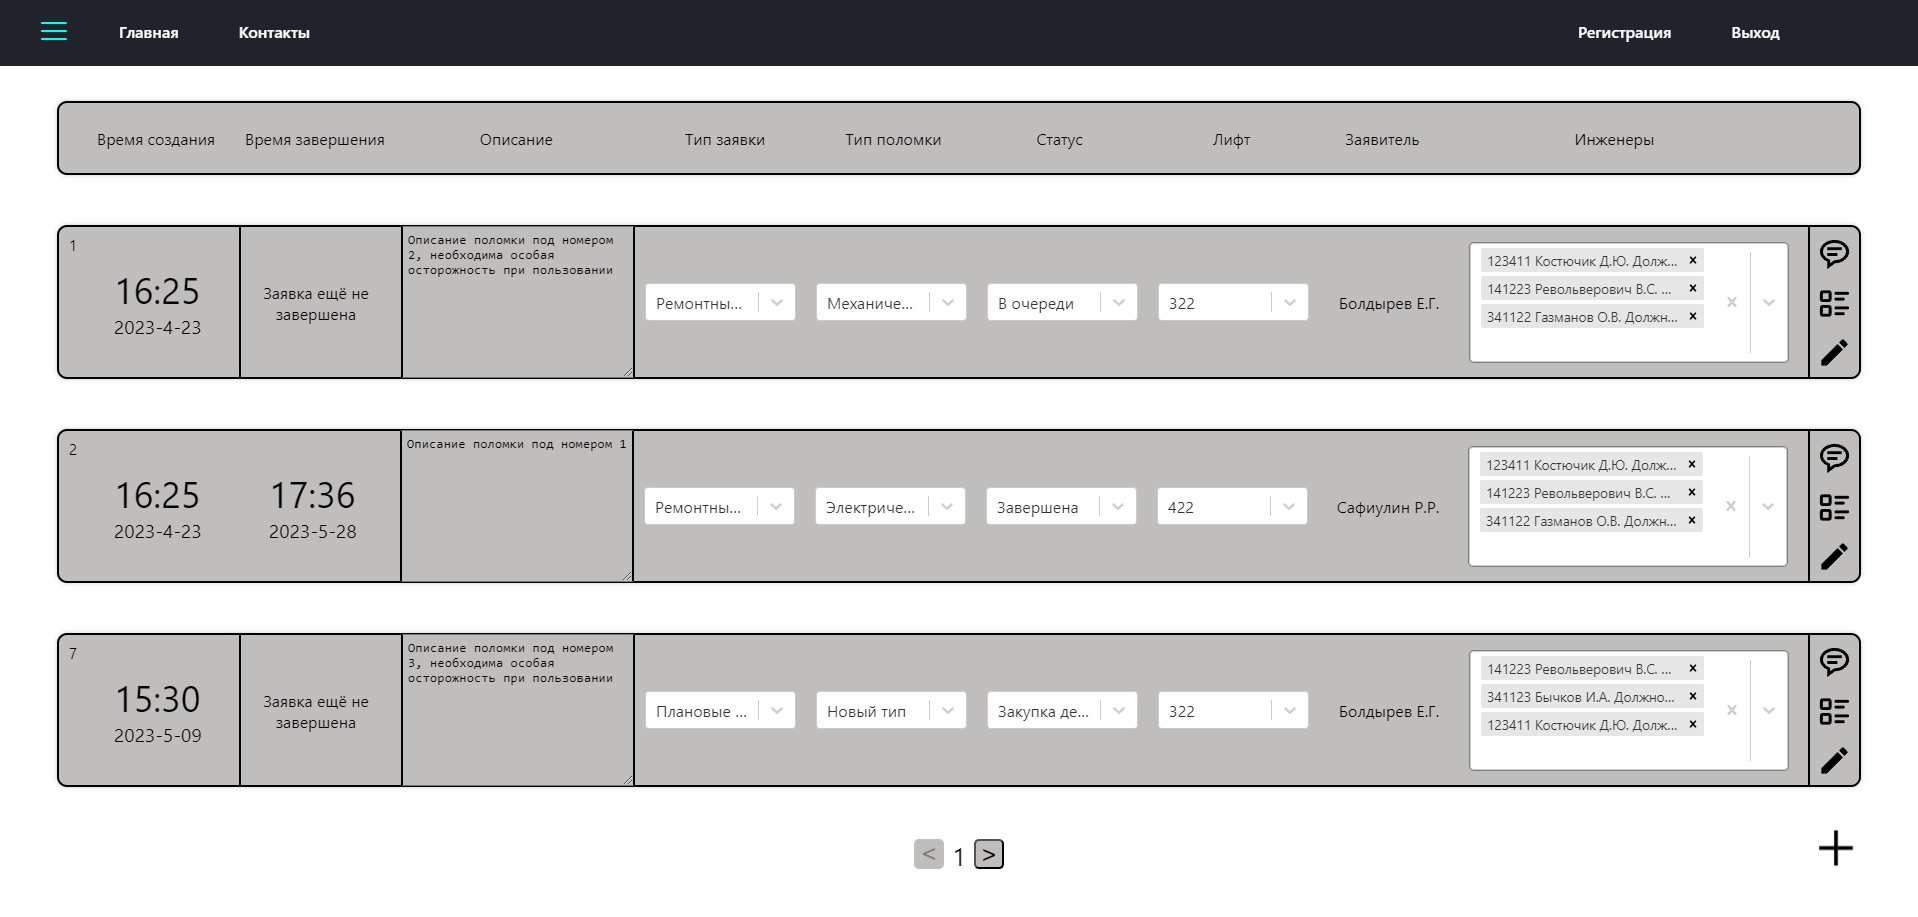 Главная Контакты Регистрация Выход
Время создания Время завершения Описание Тип заявки Тип поломки Статус Лифт Заявитель Инженеры
1
16:25
2023-4-23
Заявка ещё не
завершена
Описание поломки под номером
2, необходима особая
осторожность при пользовании
Ремонтны... Механиче... В очереди 322 Болдырев Е.Г.
123411 Костючик Д.Ю. Долж...
141223 Револьверович В.С. ...
341122 Газманов О.В. Должн...
2
16:25
2023-4-23
17:36
2023-5-28
Описание поломки под номером 1
Ремонтны... Электриче... Завершена 422 Сафиулин Р.Р.
123411 Костючик Д.Ю. Долж...
141223 Револьверович В.С. ...
341122 Газманов О.В. Должн...
7
15:30
2023-5-09
Заявка ещё не
завершена
Описание поломки под номером
3, необходима особая
осторожность при пользовании
Плановые ... Новый тип Закупка де... 322 Болдырев Е.Г.
141223 Револьверович В.С. ...
341123 Бычков И.А. Должно...
123411 Костючик Д.Ю. Долж...
< 1 >